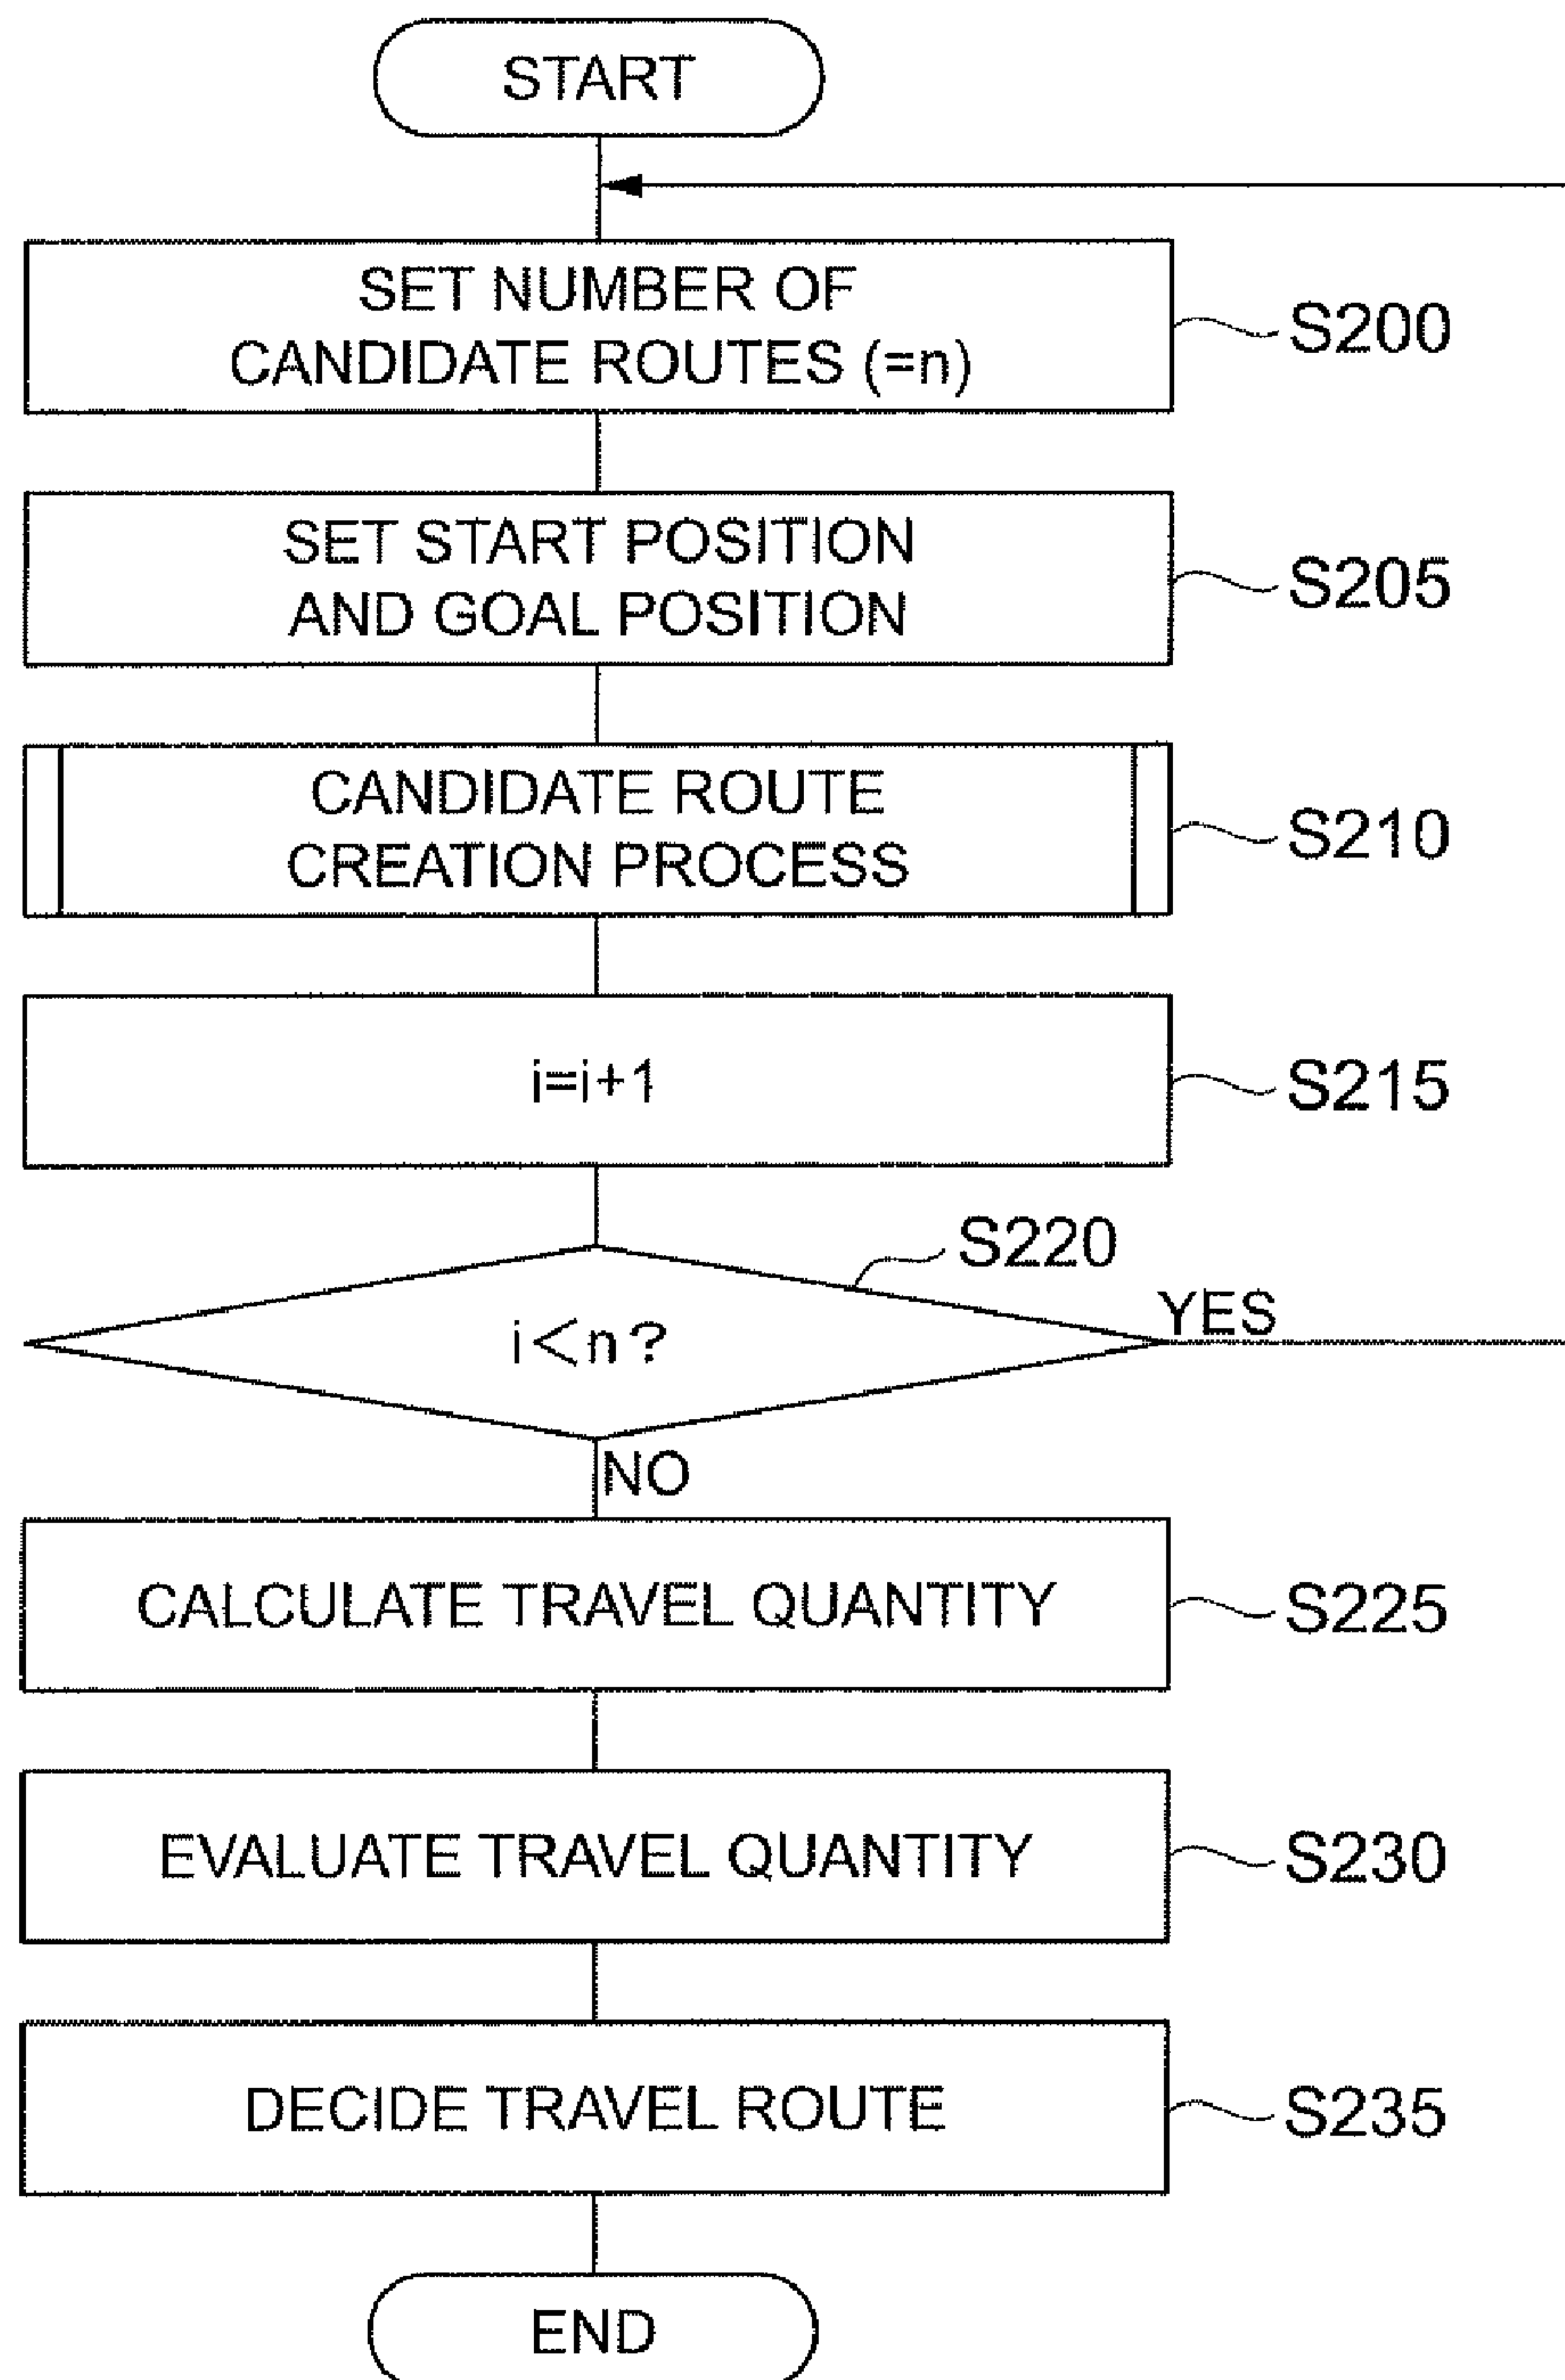 START
SET NUMBER OF
CANDIDATE ROUTES (=n)
S200
SET START POSITION
AND GOAL POSITION
S205
CANDIDATE ROUTE
CREATION PROCESS
S210
i=i+1
S215
S220
i<n?
YES
NO
CALCULATE TRAVEL QUANTITY
S225
EVALUATE TRAVEL QUANTITY
S230
DECIDE TRAVEL ROUTE
S235
END